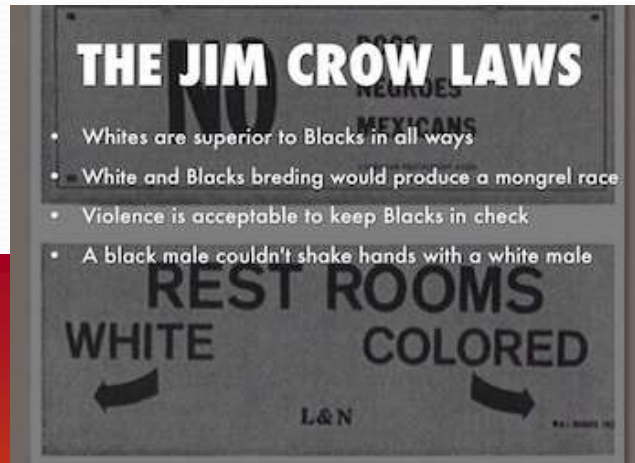 THE JIM CROW LAWS
NO
DOGS
NEGROES
MEXICANS
• Whites are superior to Blacks in all ways
• White and Blacks breding would produce a mongrel race
• Violence is acceptable to keep Blacks in check
• A black male couldn't shake hands with a white male
REST ROOMS
WHITE COLORED
L&N